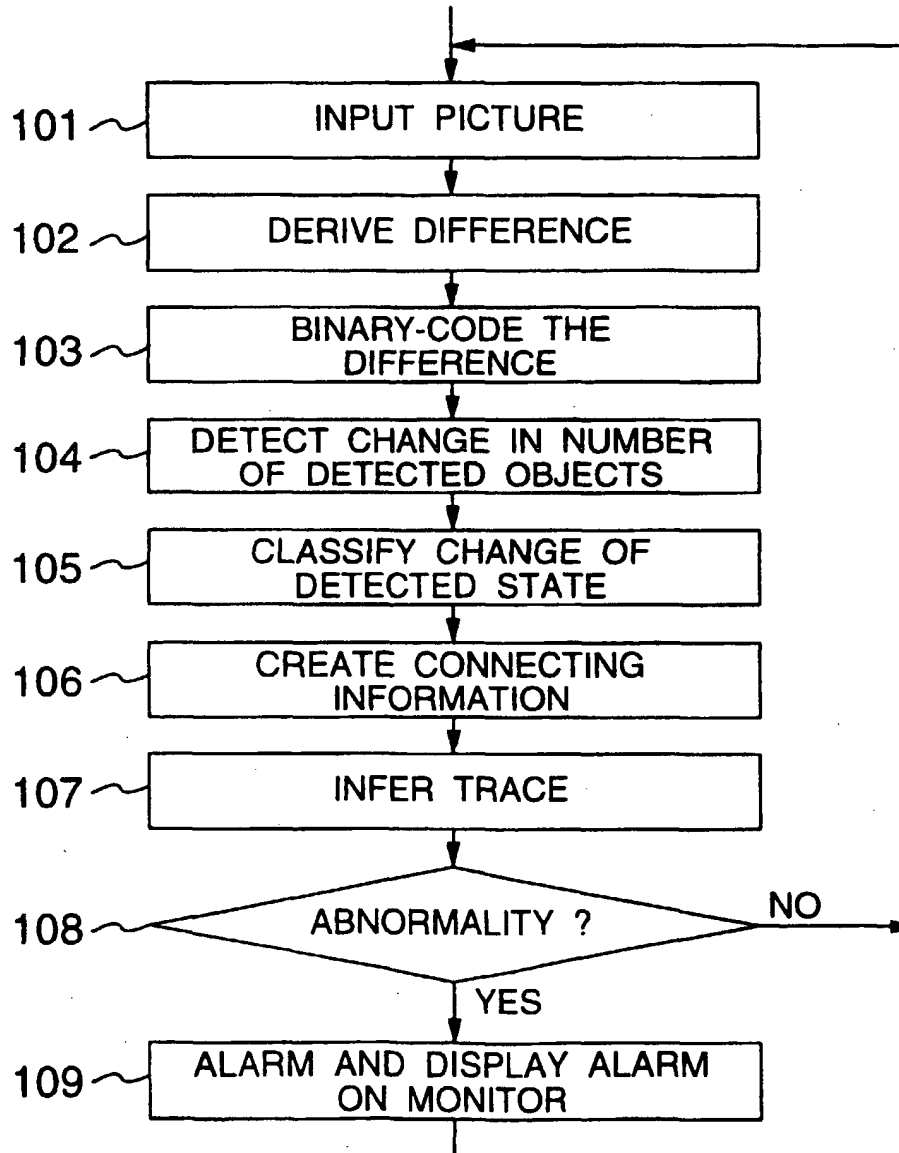 101
INPUT PICTURE
102
DERIVE DIFFERENCE
103
BINARY-CODE THE
DIFFERENCE
104
DETECT CHANGE IN NUMBER
OF DETECTED OBJECTS
105
CLASSIFY CHANGE OF
DETECTED STATE
106
CREATE CONNECTING
INFORMATION
107
INFER TRACE
108
ABNORMALITY ?
NO
YES
109
ALARM AND DISPLAY ALARM
ON MONITOR